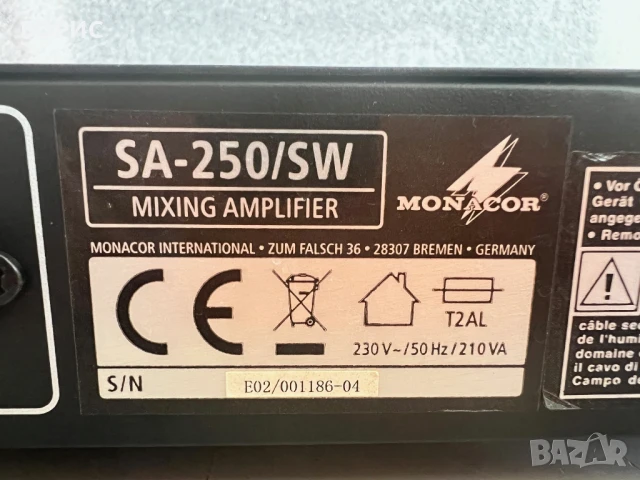 SA-250/SW
MIXING AMPLIFIER
MONACOR®
MONACOR INTERNATIONAL • ZUM FALSCH 36 • 28307 BREMEN • GERMANY
CE
T2AL
230 V~/50 Hz/210 VA
S/N
E02/001186-04
• Vor
Gerät
angege
• Remo
câble se
de l'hum
domaine
il cavo di
Campo de
BAZAR